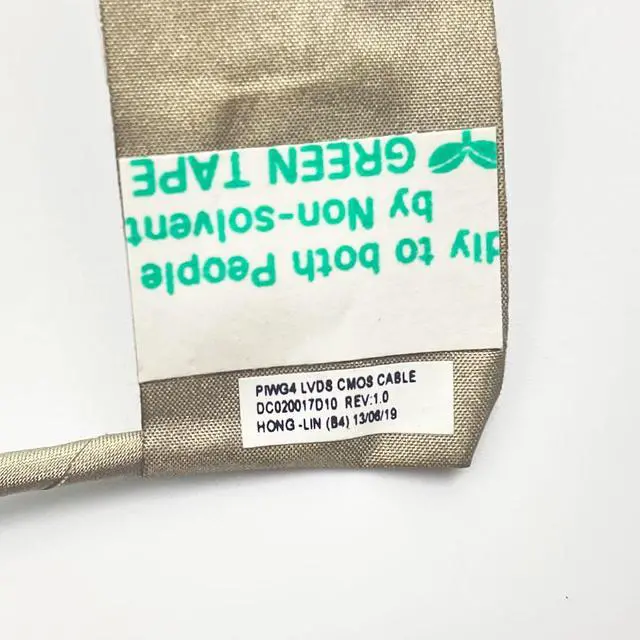 GREEN TAPE
by Non-solvent
dly to both People
PIWG4 LVDS CMOS CABLE
DC020017D10 REV:1.0
HONG-LIN (B4) 13/06/19